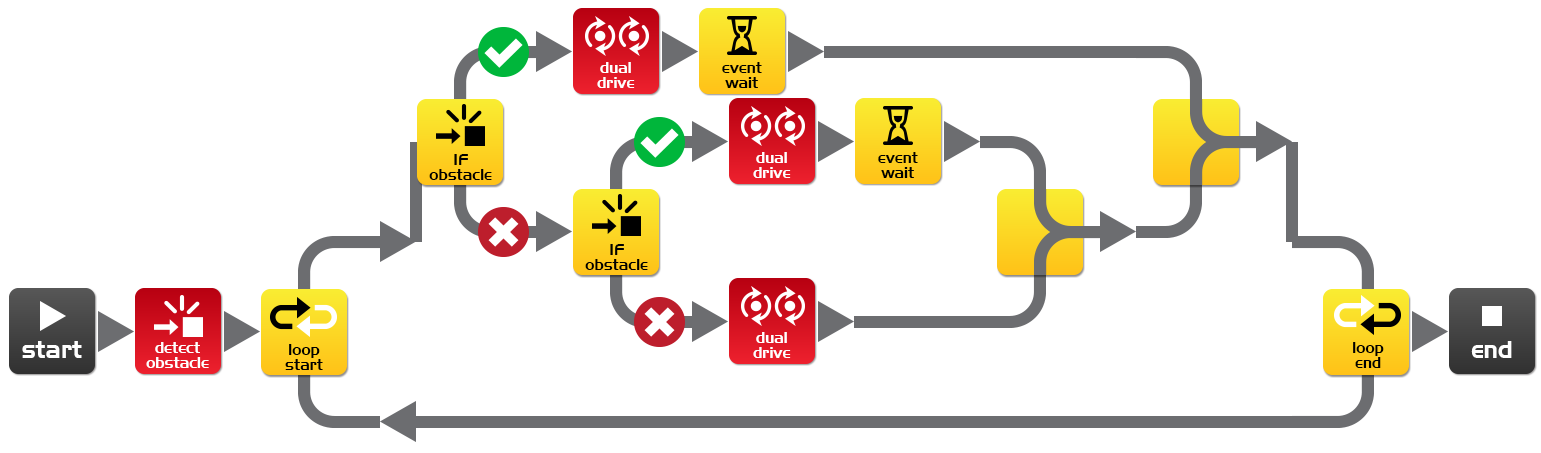 dual
drive
event
wait
IF
obstacle
dual
drive
event
wait
IF
obstacle
start
detect
obstacle
loop
start
dual
drive
loop
end
end